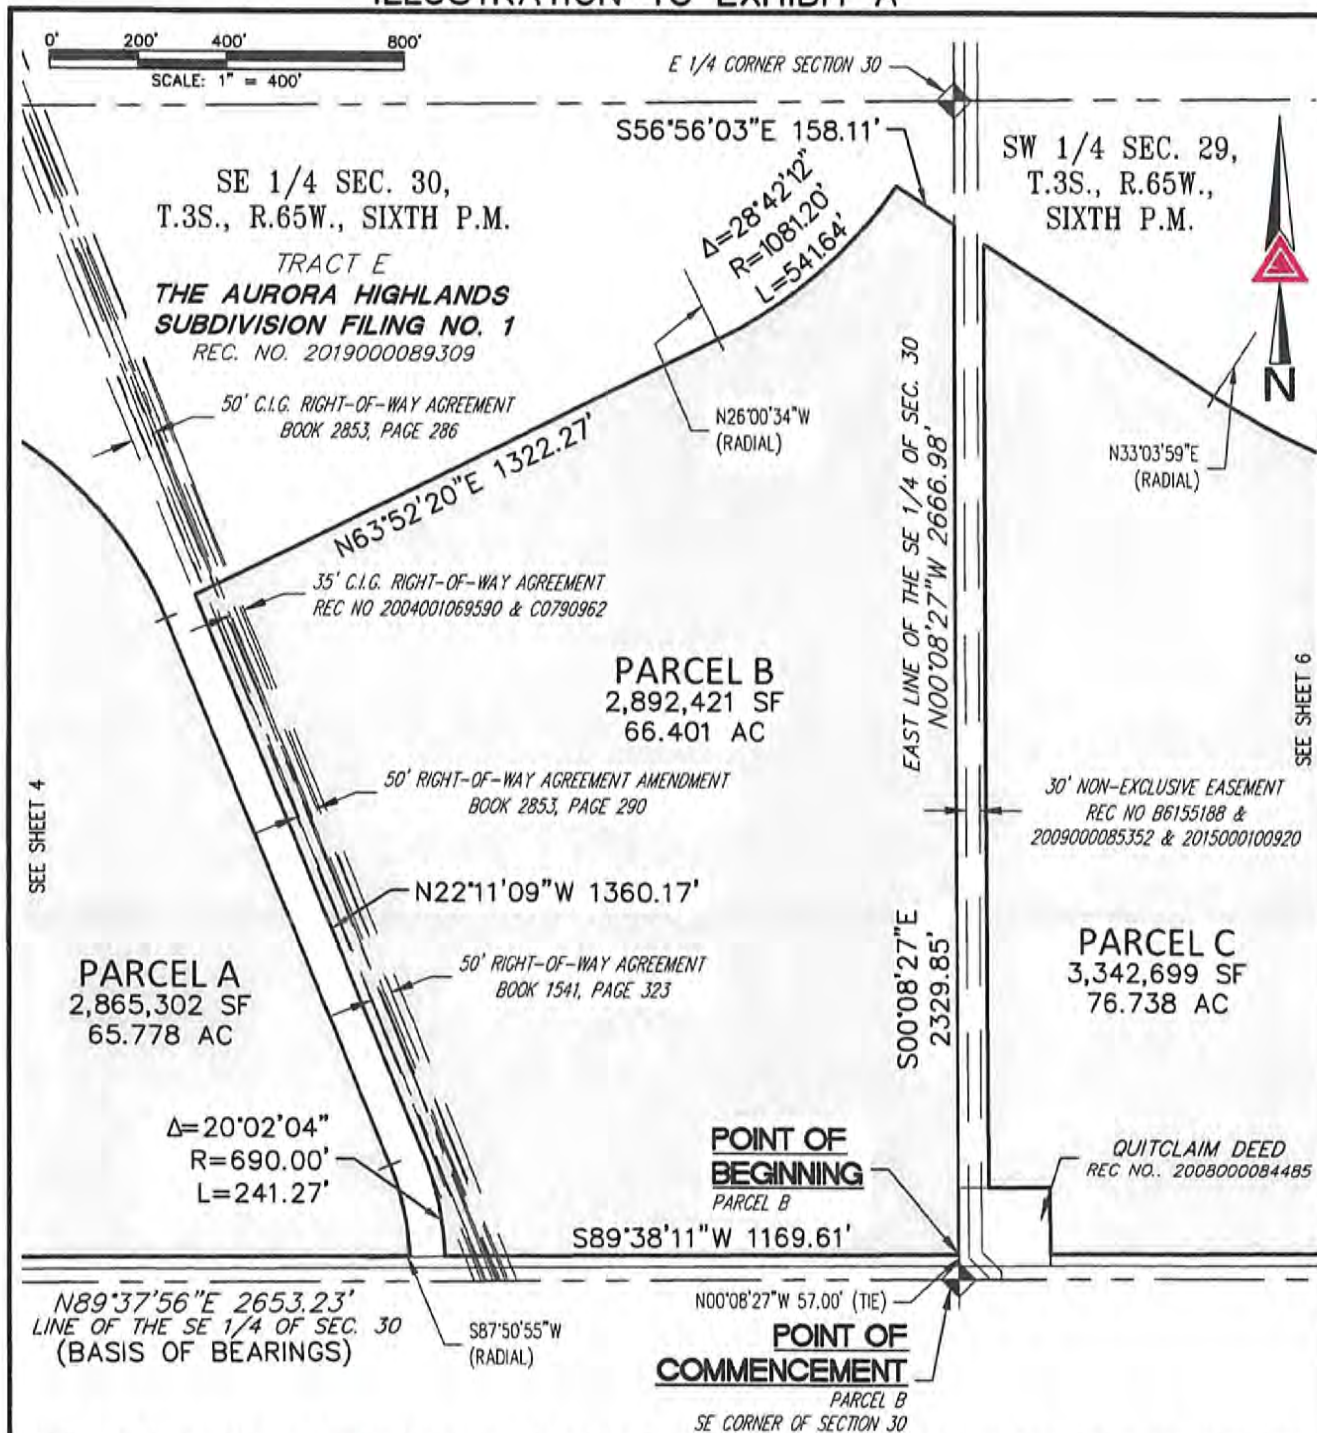 ILLUSTRATION TO EXHIBIT A
0' 200' 400' 800'
SCALE: 1" = 400'
E 1/4 CORNER SECTION 30
S56°56'03"E 158.11'
SE 1/4 SEC. 30,
T.3S., R.65W., SIXTH P.M.
SW 1/4 SEC. 29,
T.3S., R.65W.,
SIXTH P.M.
TRACT E
THE AURORA HIGHLANDS
SUBDIVISION FILING NO. 1
REC. NO. 2019000089309
Δ=28°42'12"
R=1081.20'
L=541.64'
N
50' C.I.G. RIGHT-OF-WAY AGREEMENT
BOOK 2853, PAGE 286
N26°00'34"W
(RADIAL)
N33°03'59"E
(RADIAL)
N63°52'20"E 1322.27'
EAST LINE OF THE SE 1/4 OF SEC. 30
N00°08'27"W 2666.98'
35' C.I.G. RIGHT-OF-WAY AGREEMENT
REC NO 2004001069590 & C0790962
PARCEL B
2,892,421 SF
66.401 AC
SEE SHEET 6
SEE SHEET 4
50' RIGHT-OF-WAY AGREEMENT AMENDMENT
BOOK 2853, PAGE 290
30' NON-EXCLUSIVE EASEMENT
REC NO B6155188 &
2009000085352 & 2015000100920
N22°11'09"W 1360.17'
S00°08'27"E
2329.85'
PARCEL A
2,865,302 SF
65.778 AC
50' RIGHT-OF-WAY AGREEMENT
BOOK 1541, PAGE 323
PARCEL C
3,342,699 SF
76.738 AC
Δ=20°02'04"
R=690.00'
L=241.27'
POINT OF
BEGINNING
PARCEL B
QUITCLAIM DEED
REC NO.. 2008000084485
S89°38'11"W 1169.61'
N89°37'56"E 2653.23'
LINE OF THE SE 1/4 OF SEC. 30
(BASIS OF BEARINGS)
S87°50'55"W
(RADIAL)
N00°08'27"W 57.00' (TIE)
POINT OF
COMMENCEMENT
PARCEL B
SE CORNER OF SECTION 30